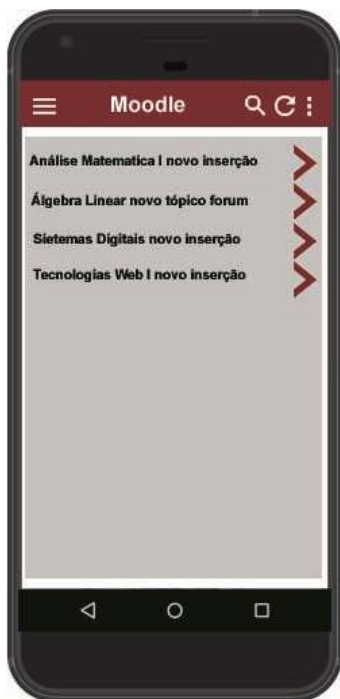 Moodle
Análise Matematica I novo inserção
Álgebra Linear novo tópico forum
Sietemas Digitais novo inserção
Tecnologias Web I novo inserção